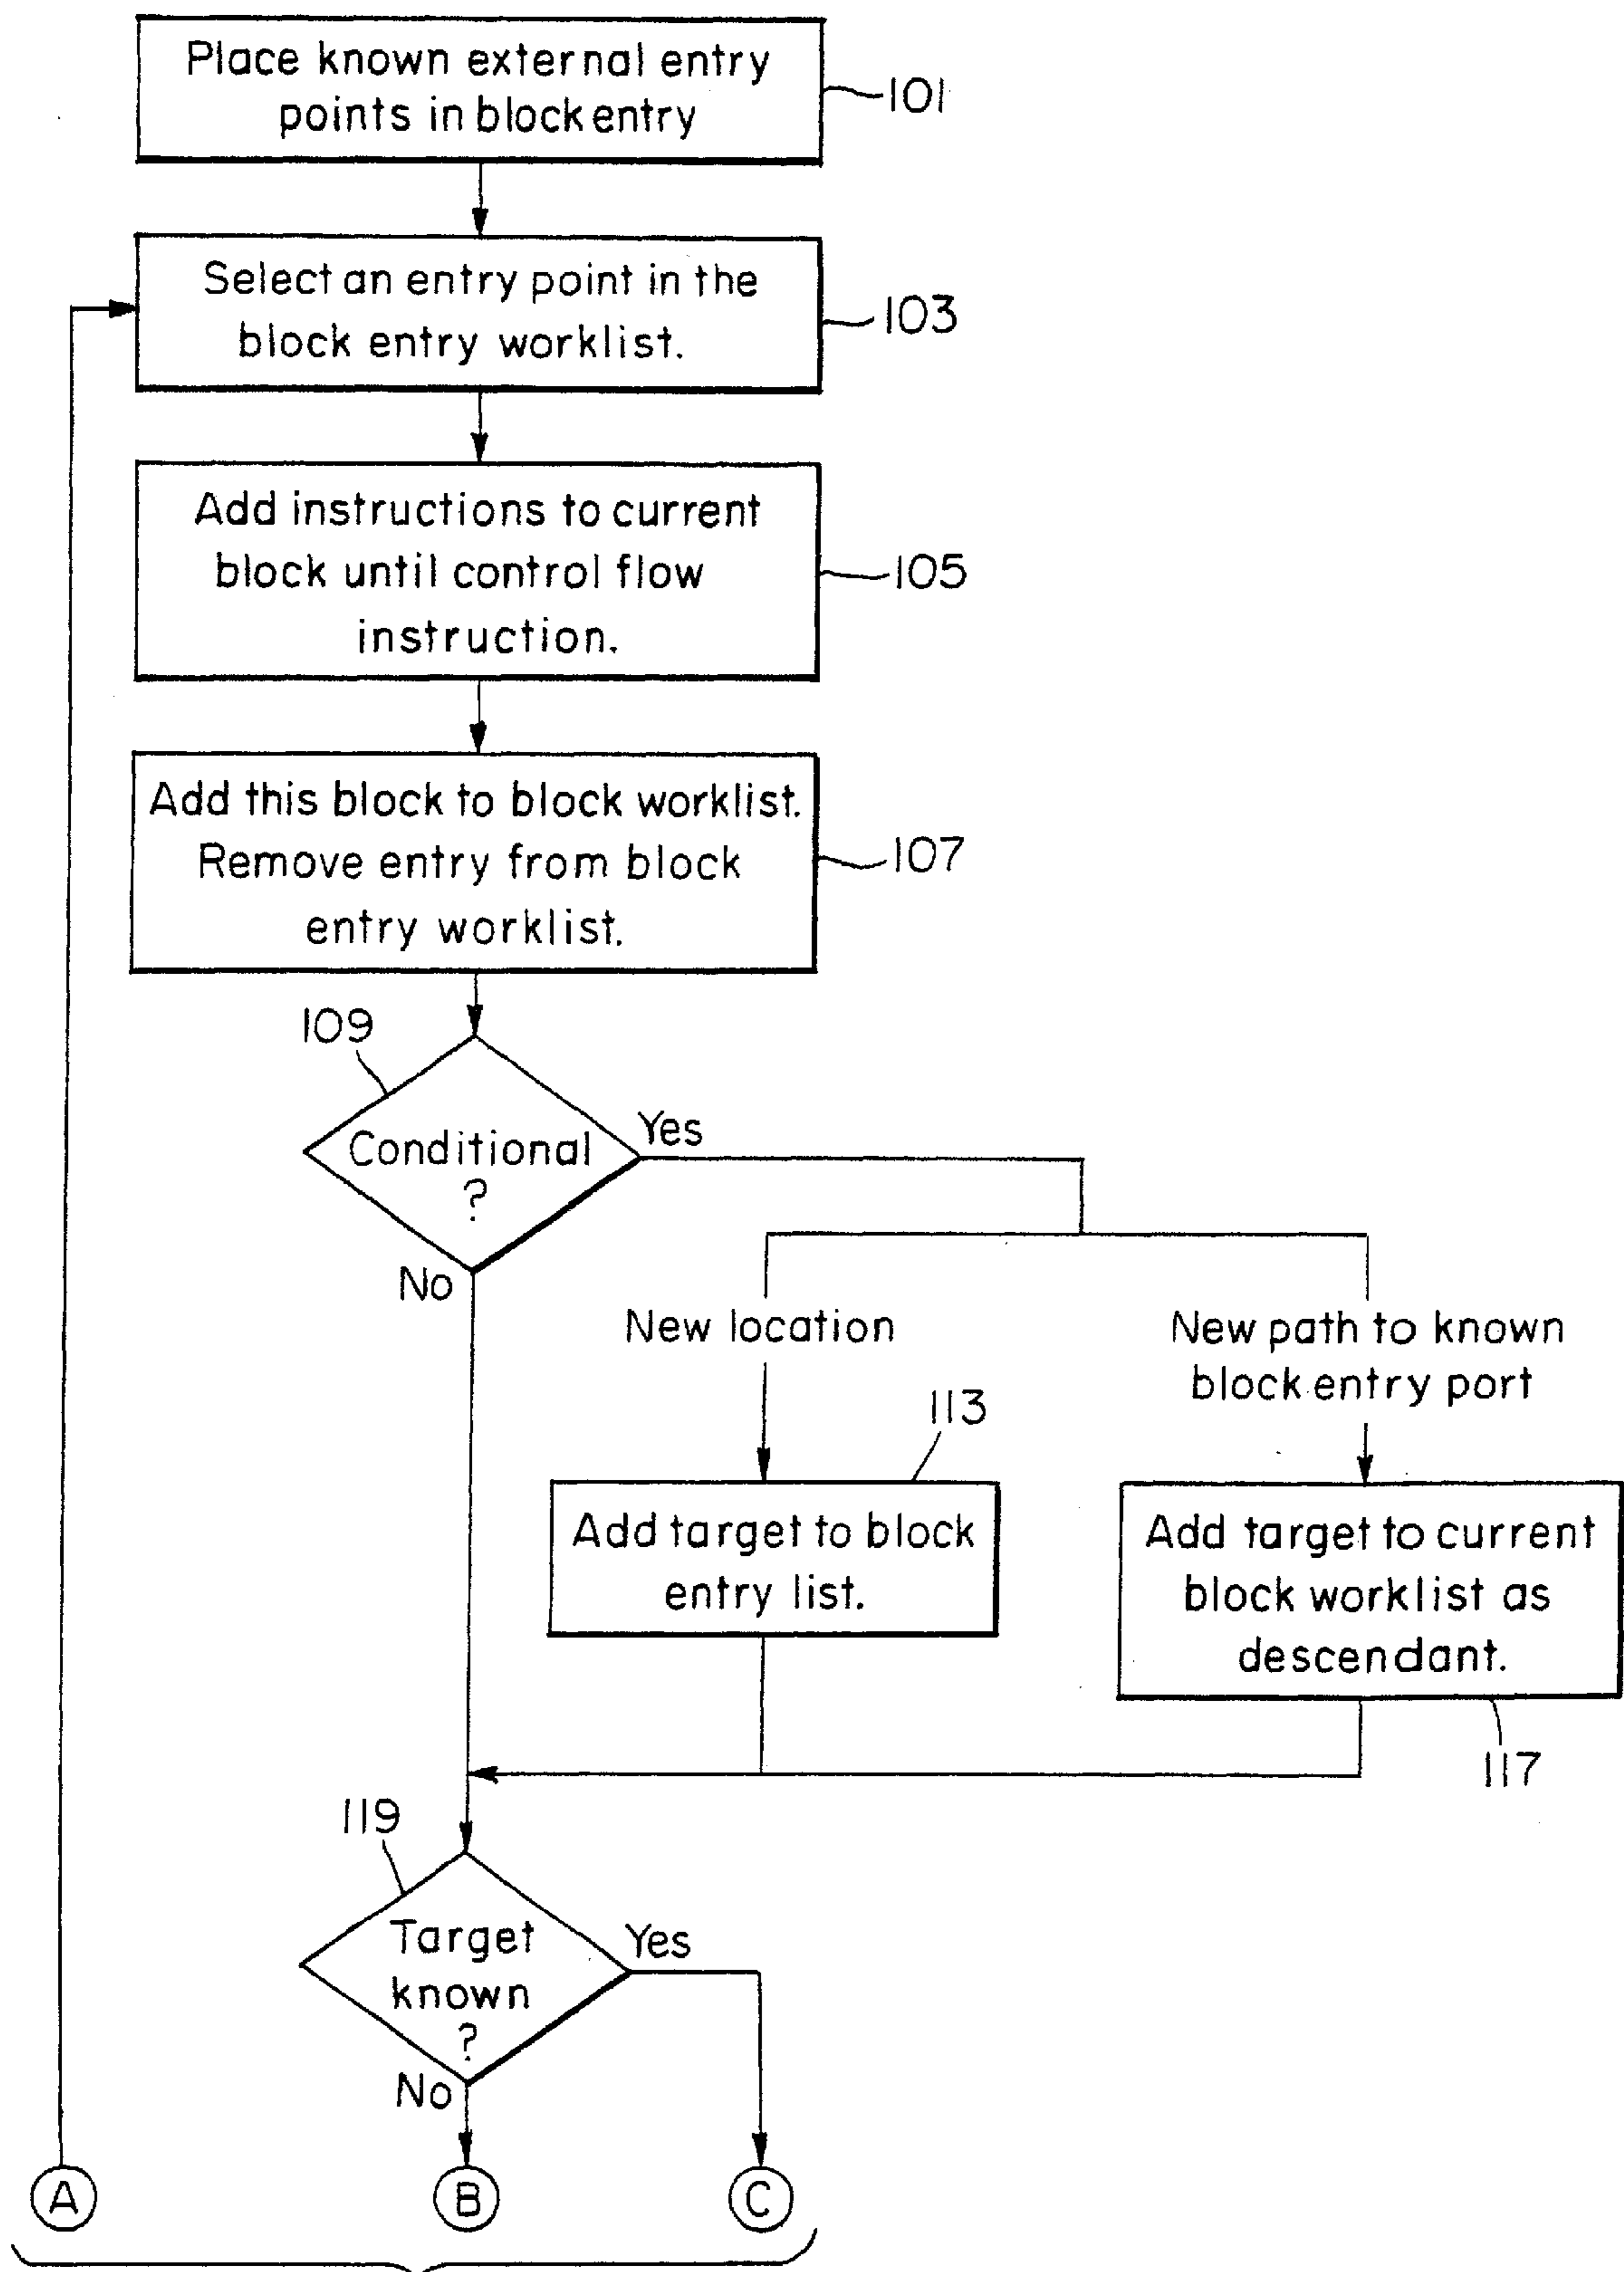 Place known external entry
points in block entry
101
Select an entry point in the
block entry worklist.
103
Add instructions to current
block until control flow
instruction.
105
Add this block to block worklist.
Remove entry from block
entry worklist.
107
109
Conditional
?
Yes
No
New location
New path to known
block entry port
113
Add target to block
entry list.
Add target to current
block worklist as
descendant.
117
119
Target
known
?
Yes
No
A
B
C